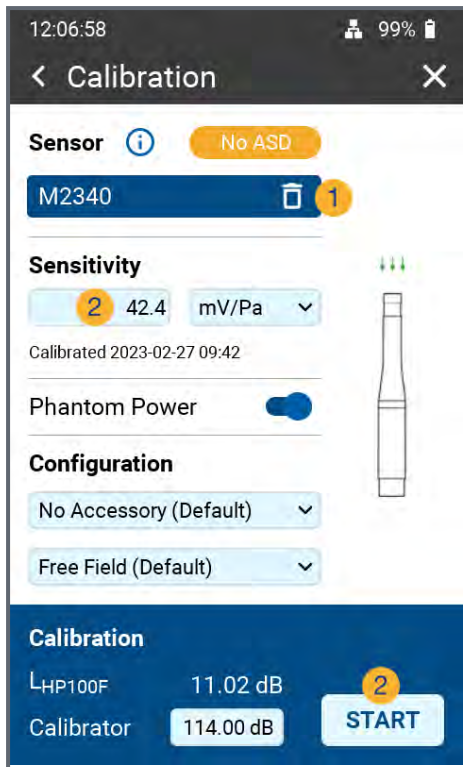 12:06:58 99%
Calibration
Sensor No ASD
M2340 1
Sensitivity
2 42.4 mV/Pa
Calibrated 2023-02-27 09:42
Phantom Power
Configuration
No Accessory (Default)
Free Field (Default)
Calibration
LHP100F 11.02 dB 2
Calibrator 114.00 dB START